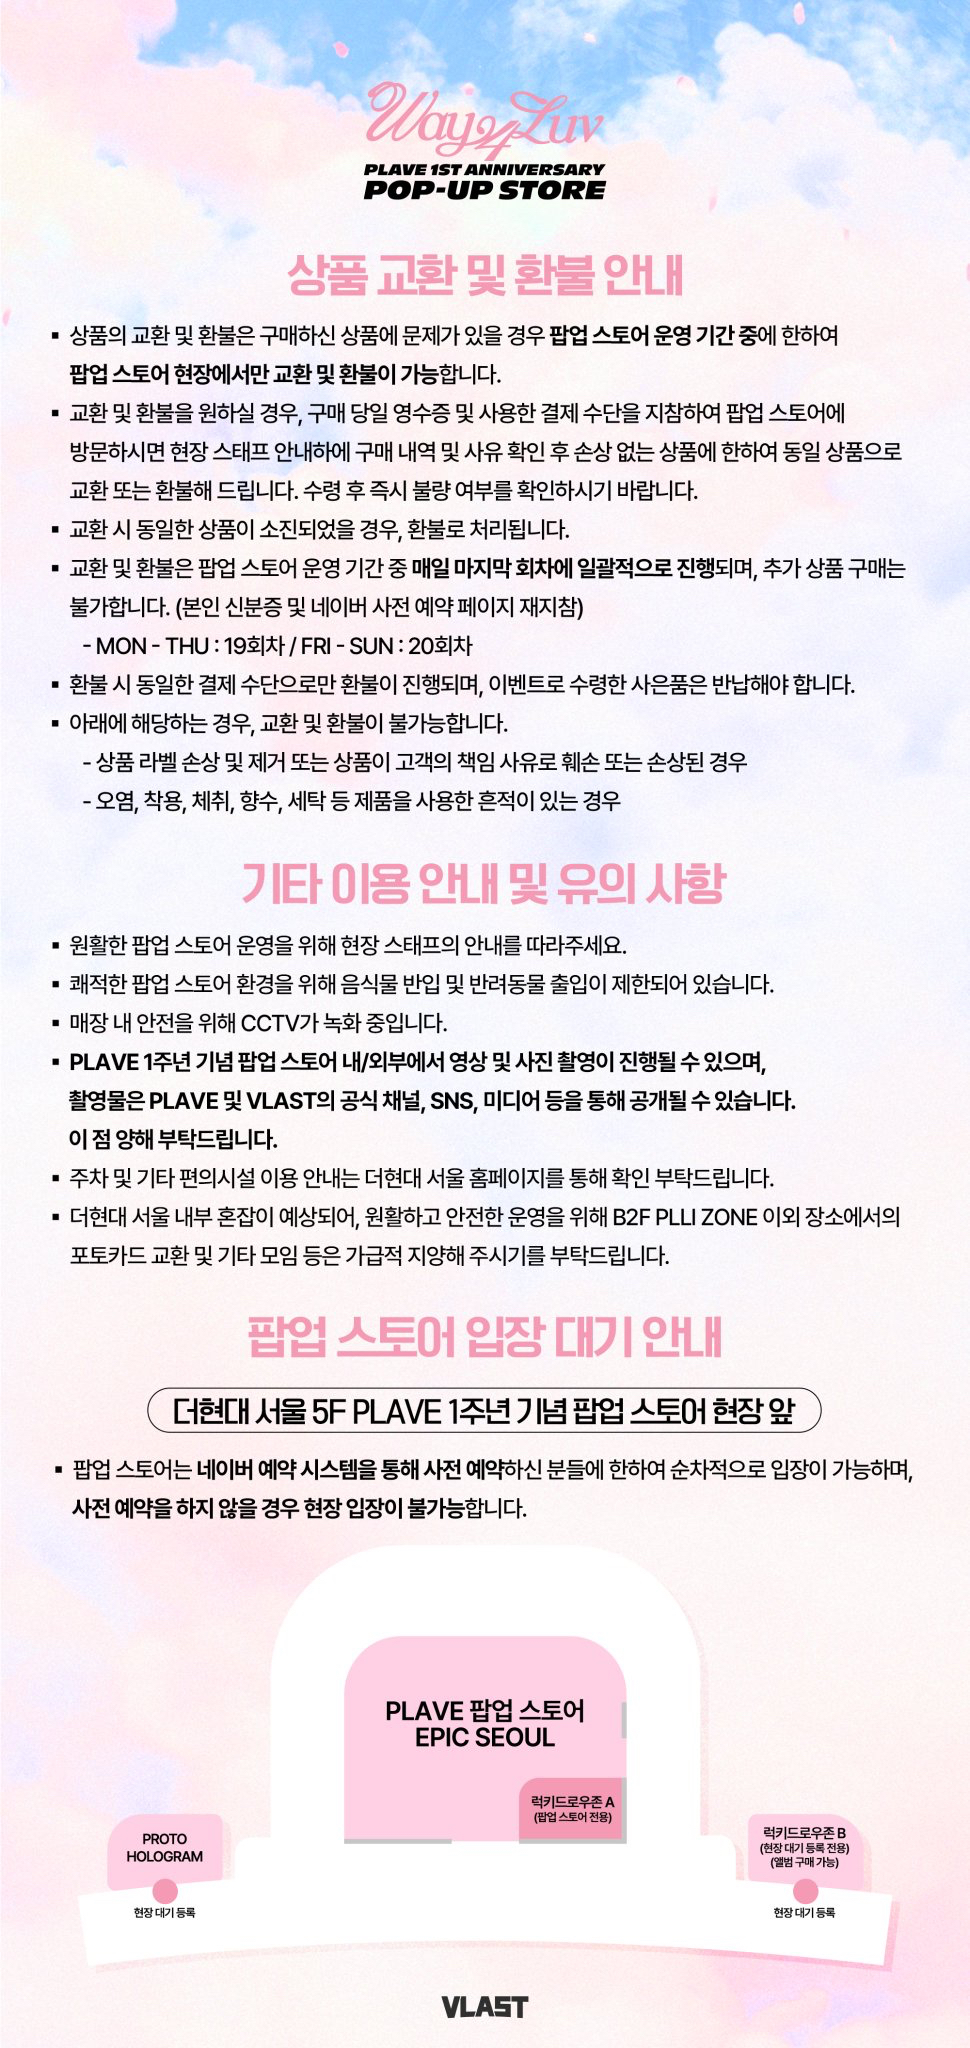 Way 24 Luv
PLAVE 1ST ANNIVERSARY
POP-UP STORE
상품 교환 및 환불 안내
▪ 상품의 교환 및 환불은 구매하신 상품에 문제가 있을 경우 팝업 스토어 운영 기간 중에 한하여
팝업 스토어 현장에서만 교환 및 환불이 가능합니다.
▪ 교환 및 환불을 원하실 경우, 구매 당일 영수증 및 사용한 결제 수단을 지참하여 팝업 스토어에
방문하시면 현장 스태프 안내하에 구매 내역 및 사유 확인 후 손상 없는 상품에 한하여 동일 상품으로
교환 또는 환불해 드립니다. 수령 후 즉시 불량 여부를 확인하시기 바랍니다.
▪ 교환 시 동일한 상품이 소진되었을 경우, 환불로 처리됩니다.
▪ 교환 및 환불은 팝업 스토어 운영 기간 중 매일 마지막 회차에 일괄적으로 진행되며, 추가 상품 구매는
불가합니다. (본인 신분증 및 네이버 사전 예약 페이지 재지참)
- MON - THU : 19회차 / FRI - SUN : 20회차
▪ 환불 시 동일한 결제 수단으로만 환불이 진행되며, 이벤트로 수령한 사은품은 반납해야 합니다.
▪ 아래에 해당하는 경우, 교환 및 환불이 불가능합니다.
- 상품 라벨 손상 및 제거 또는 상품이 고객의 책임 사유로 훼손 또는 손상된 경우
- 오염, 착용, 체취, 향수, 세탁 등 제품을 사용한 흔적이 있는 경우
기타 이용 안내 및 유의 사항
▪ 원활한 팝업 스토어 운영을 위해 현장 스태프의 안내를 따라주세요.
▪ 쾌적한 팝업 스토어 환경을 위해 음식물 반입 및 반려동물 출입이 제한되어 있습니다.
▪ 매장 내 안전을 위해 CCTV가 녹화 중입니다.
▪ PLAVE 1주년 기념 팝업 스토어 내/외부에서 영상 및 사진 촬영이 진행될 수 있으며,
촬영물은 PLAVE 및 VLAST의 공식 채널, SNS, 미디어 등을 통해 공개될 수 있습니다.
이 점 양해 부탁드립니다.
▪ 주차 및 기타 편의시설 이용 안내는 더현대 서울 홈페이지를 통해 확인 부탁드립니다.
▪ 더현대 서울 내부 혼잡이 예상되어, 원활하고 안전한 운영을 위해 B2F PLLI ZONE 이외 장소에서의
포토카드 교환 및 기타 모임 등은 가급적 지양해 주시기를 부탁드립니다.
팝업 스토어 입장 대기 안내
더현대 서울 5F PLAVE 1주년 기념 팝업 스토어 현장 앞
▪ 팝업 스토어는 네이버 예약 시스템을 통해 사전 예약하신 분들에 한하여 순차적으로 입장이 가능하며,
사전 예약을 하지 않을 경우 현장 입장이 불가능합니다.
PLAVE 팝업 스토어
EPIC SEOUL
럭키드로우존 A
(팝업 스토어 전용)
PROTO
HOLOGRAM
현장 대기 등록
럭키드로우존 B
(현장 대기 등록 전용)
(앨범 구매 가능)
현장 대기 등록
VLAST